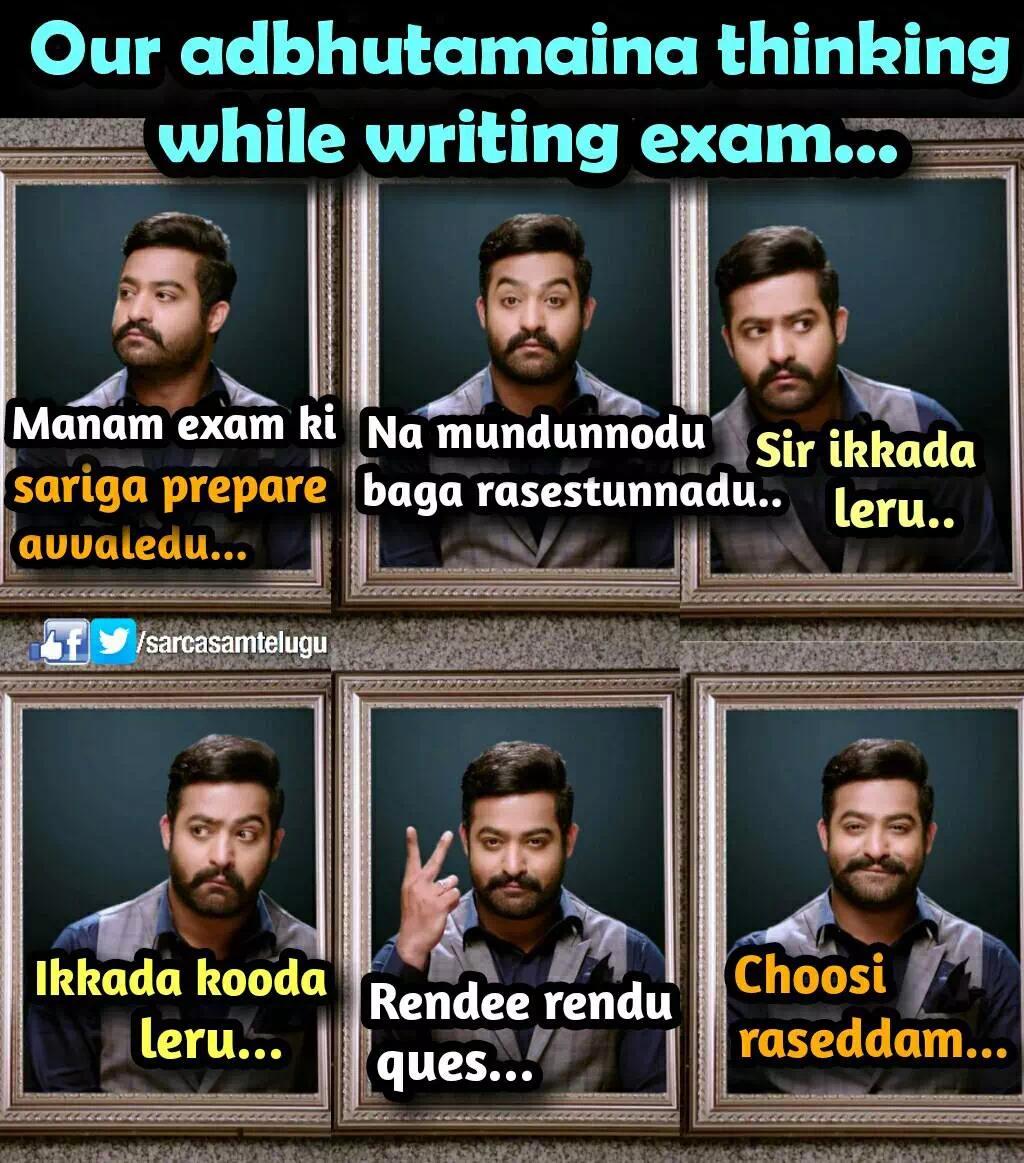 Our adbhutamaina thinking
while writing exam...
Manam exam ki
sariga prepare
avvaledu...
Na mundunnodu
baga rasestunnadu..
Sir ikkada
leru..
f /sarcasamtelugu
Ikkada kooda
leru...
Rendee rendu
ques...
Choosi
raseddam...